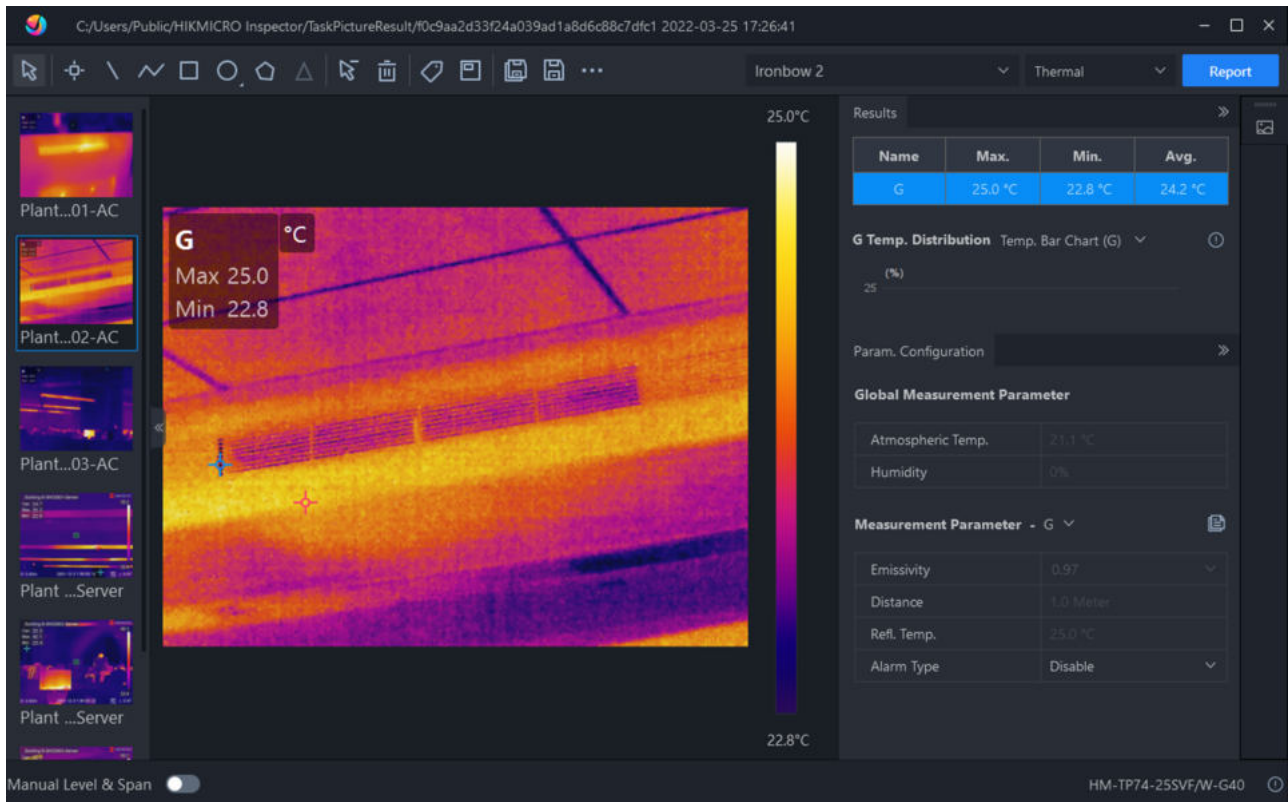 C:/Users/Public/HIKMICRO Inspector/TaskPictureResult/f0c9aa2d33f24a039ad1a8d6c88c7dfc1 2022-03-25 17:26:41
Ironbow 2
Thermal
Report
Plant...01-AC
Plant...02-AC
Plant...03-AC
Plant ...Server
Plant ...Server
G °C
Max 25.0
Min 22.8
25.0°C
22.8°C
Results
Name Max. Min. Avg.
G 25.0 °C 22.8 °C 24.2 °C
G Temp. Distribution Temp. Bar Chart (G)
(%)
25
Param. Configuration
Global Measurement Parameter
Atmospheric Temp. 21.1 °C
Humidity 0%
Measurement Parameter - G
Emissivity 0.97
Distance 1.0 Meter
Refl. Temp. 25.0 °C
Alarm Type Disable
Manual Level & Span
HM-TP74-25SVF/W-G40